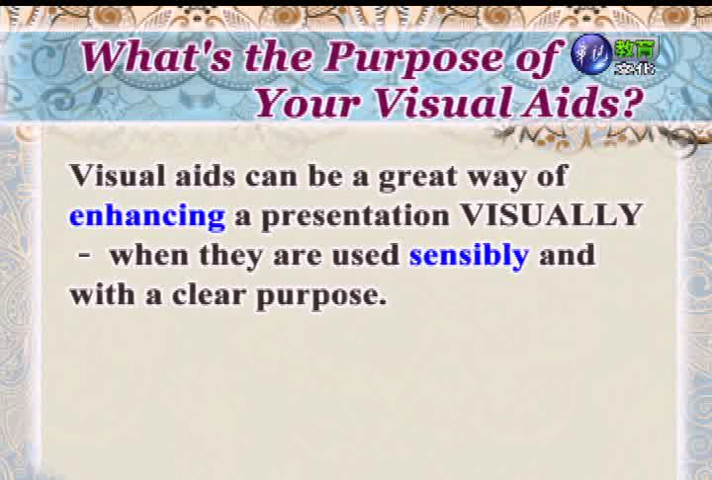 What's the Purpose of
教育
文化
Your Visual Aids?
Visual aids can be a great way of
enhancing a presentation VISUALLY
- when they are used sensibly and
with a clear purpose.